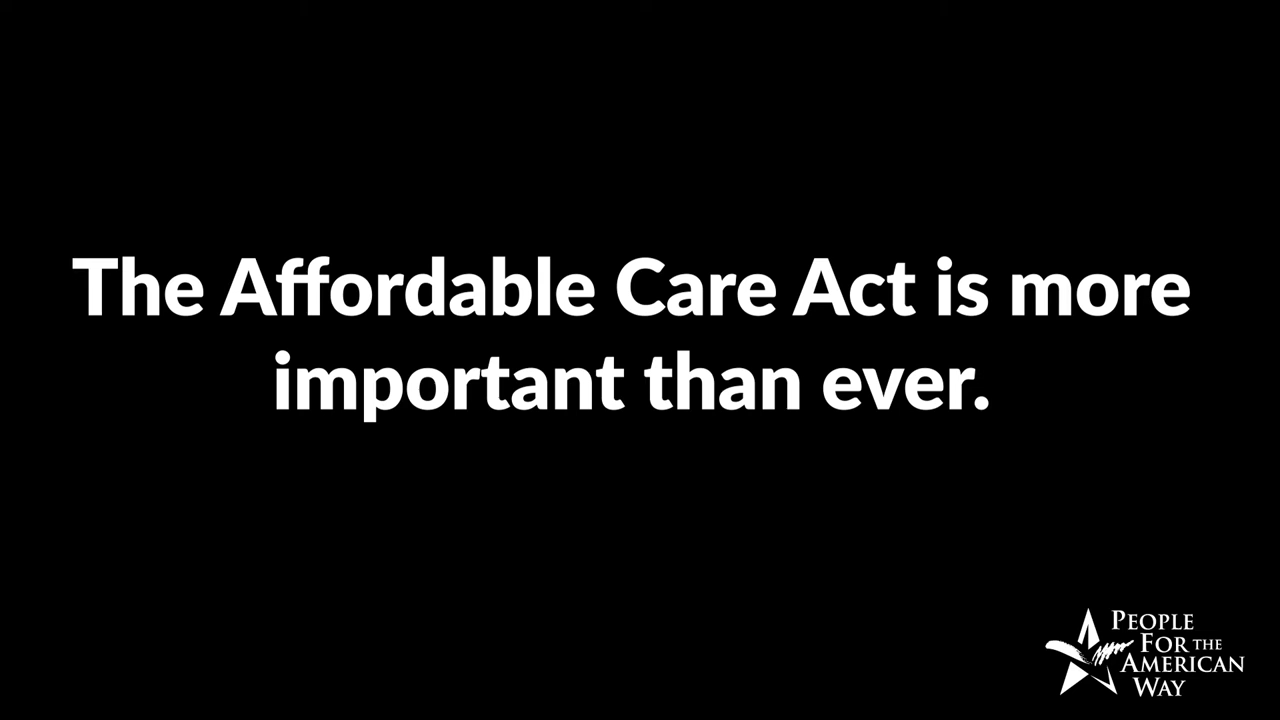 The Affordable Care Act is more
important than ever.
PEOPLE
FOR THE
AMERICAN
WAY